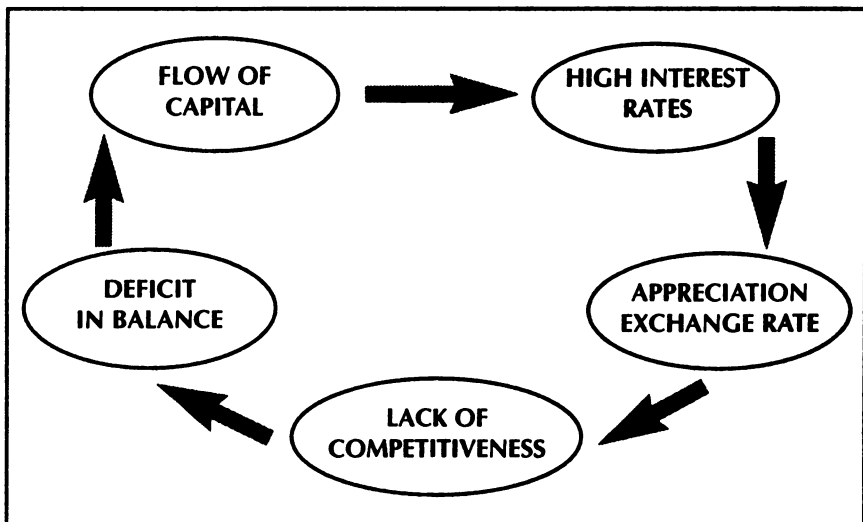 FLOW OF
CAPITAL
HIGH INTEREST
RATES
APPRECIATION
EXCHANGE RATE
LACK OF
COMPETITIVENESS
DEFICIT
IN BALANCE